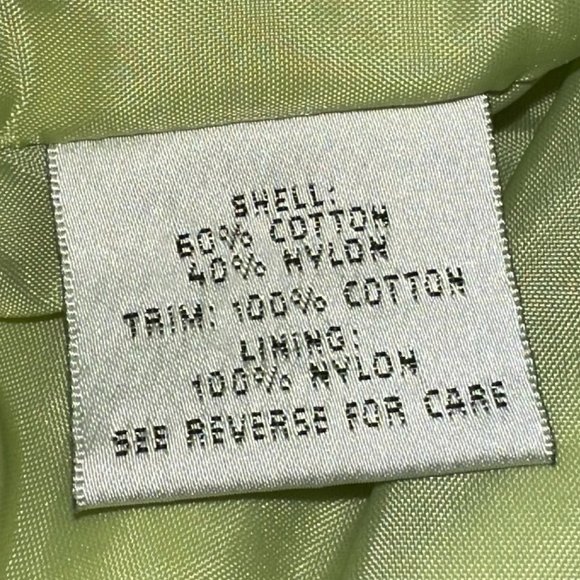 SHELL:
60% COTTON
40% NYLON
TRIM: 100% COTTON
LINING:
100% NYLON
SEE REVERSE FOR CARE